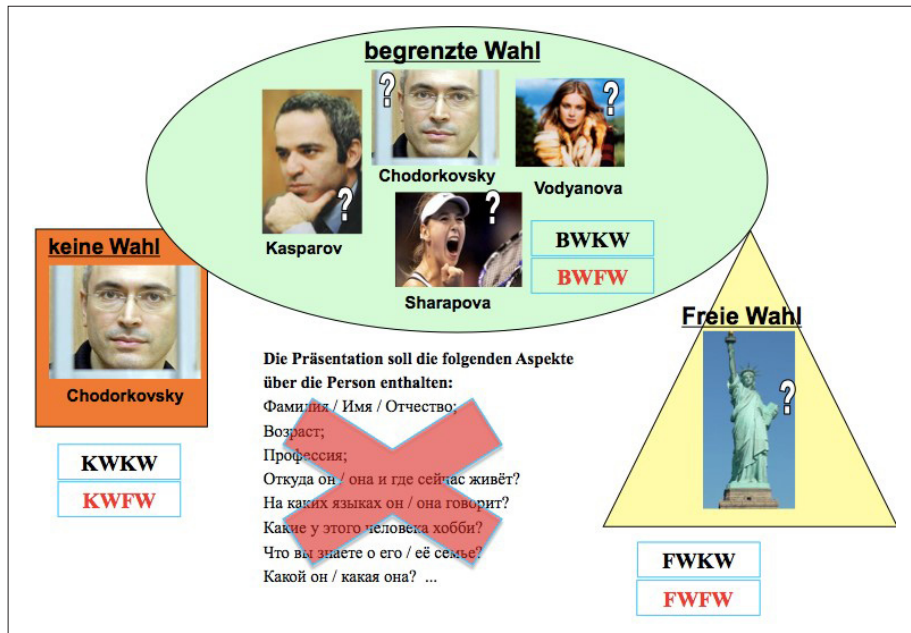 begrenzte Wahl
?
?
Chodorkovsky
Vodyanova
?
?
Kasparov
Sharapova
BWKW
BWFW
keine Wahl
Chodorkovsky
KWKW
KWFW
Freie Wahl
?
FWKW
FWFW
Die Präsentation soll die folgenden Aspekte
über die Person enthalten:
Фамилия / Имя / Отчество;
Возраст;
Профессия;
Откуда он / она и где сейчас живёт?
На каких языках он / она говорит?
Какие у этого человека хобби?
Что вы знаете о его / её семье?
Какой он / какая она? ...